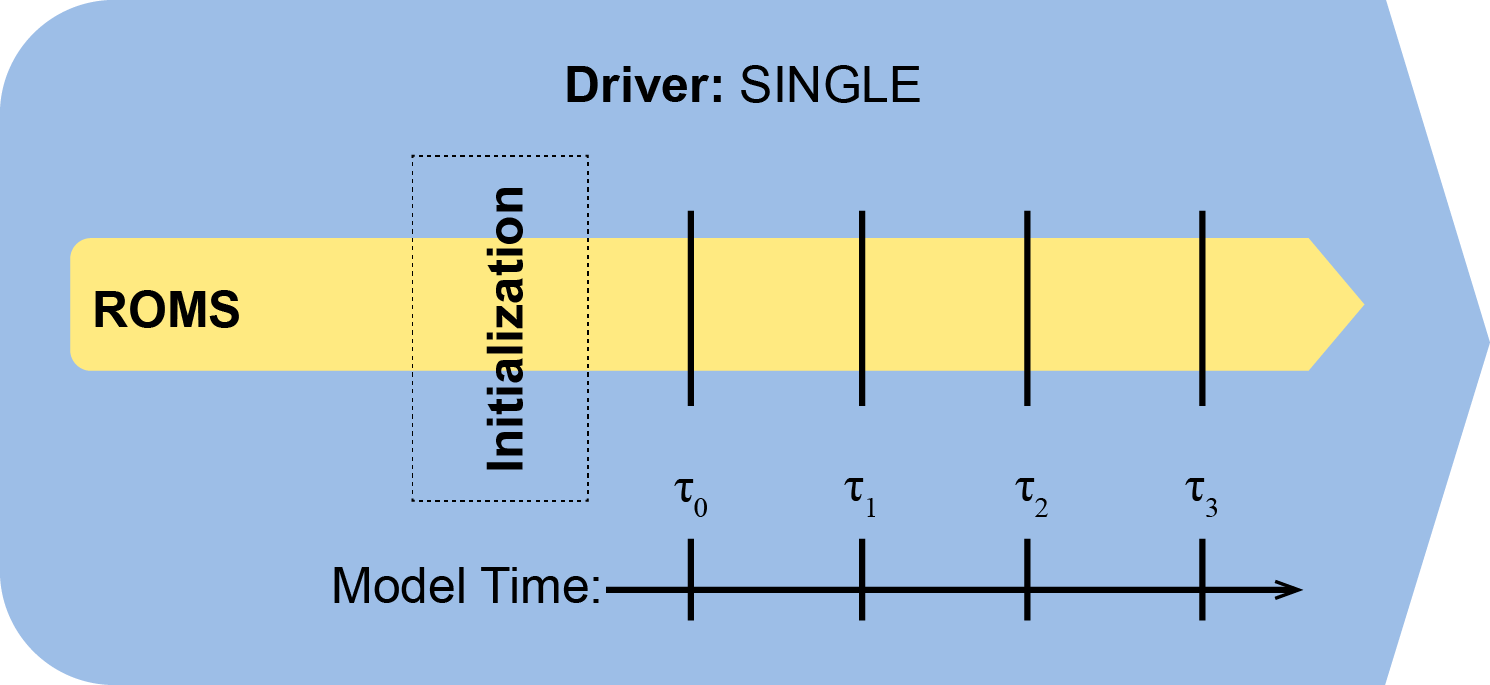 Driver: SINGLE
ROMS
Initialization
τ0 τ1 τ2 τ3
Model Time: